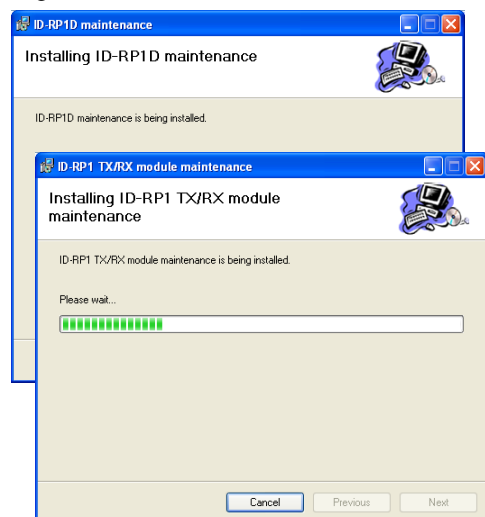 ID-RP1D maintenance
Installing ID-RP1D maintenance
ID-RP1D maintenance is being installed.
ID-RP1 TX/RX module maintenance
Installing ID-RP1 TX/RX module
maintenance
ID-RP1 TX/RX module maintenance is being installed.
Please wait...
Cancel Previous Next